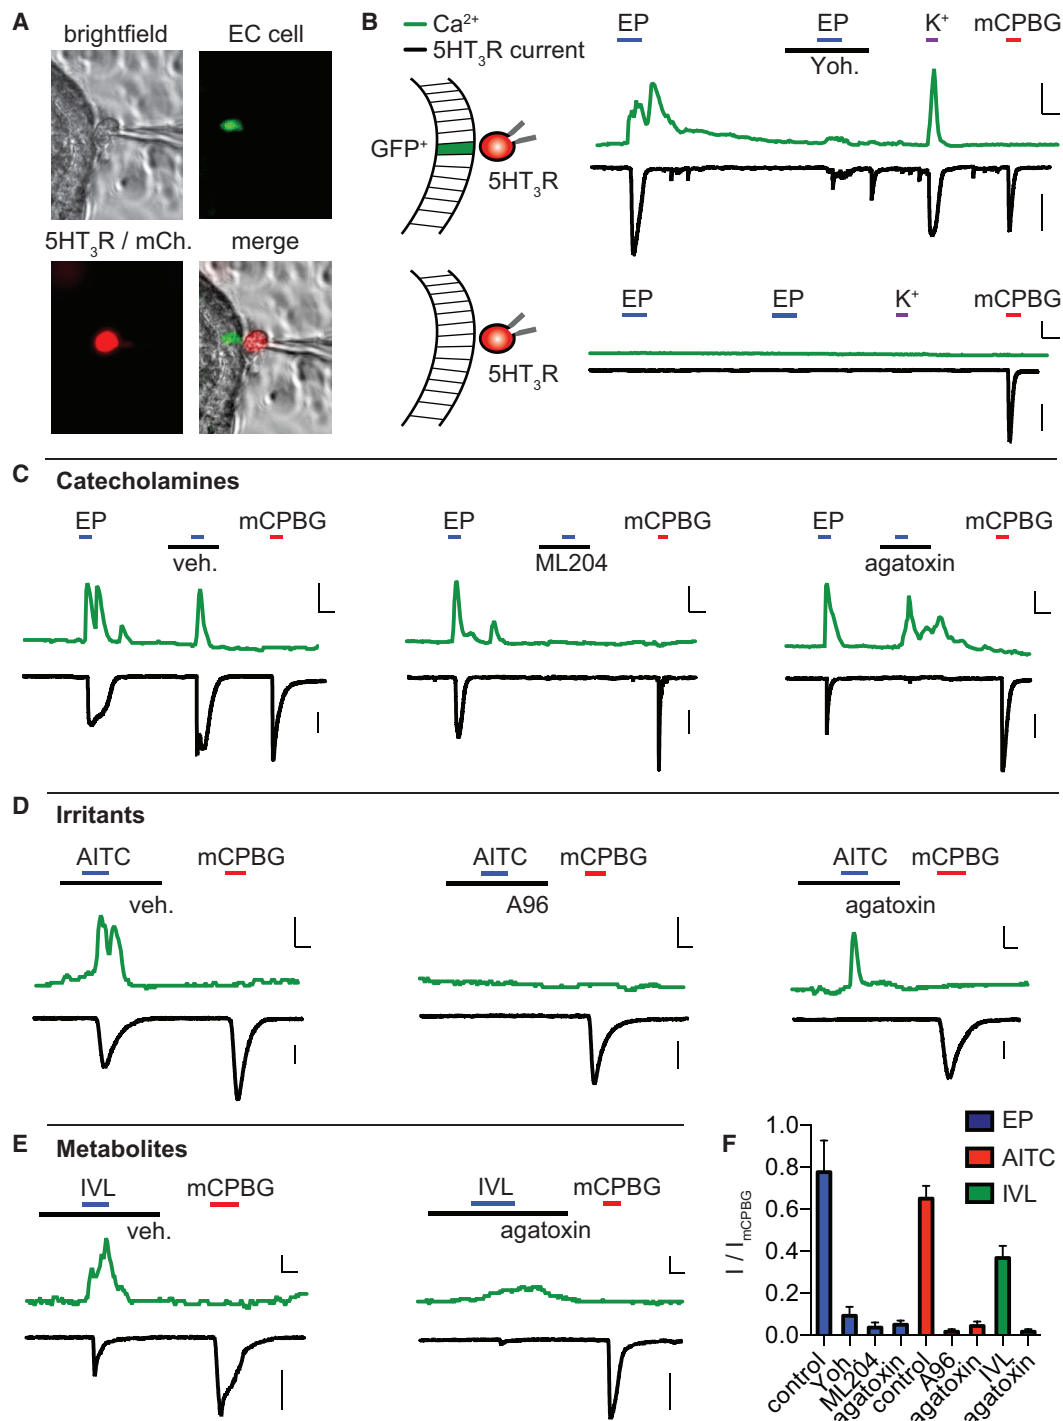 A
brightfield
EC cell
5HT3R / mCh.
merge
B
Ca2+
5HT3R current
GFP+
5HT3R
EP
EP
Yoh.
K+
mCPBG
5HT3R
EP
EP
K+
mCPBG
C
Catecholamines
EP
veh.
mCPBG
EP
ML204
mCPBG
EP
agatoxin
mCPBG
D
Irritants
AITC
veh.
mCPBG
AITC
A96
mCPBG
AITC
agatoxin
mCPBG
E
Metabolites
IVL
veh.
mCPBG
IVL
agatoxin
mCPBG
F
EP
AITC
IVL
I / ImCPBG
1.0
0.8
0.6
0.4
0.2
0.0
control
Yoh.
ML204
agatoxin
control
A96
agatoxin
IVL
agatoxin